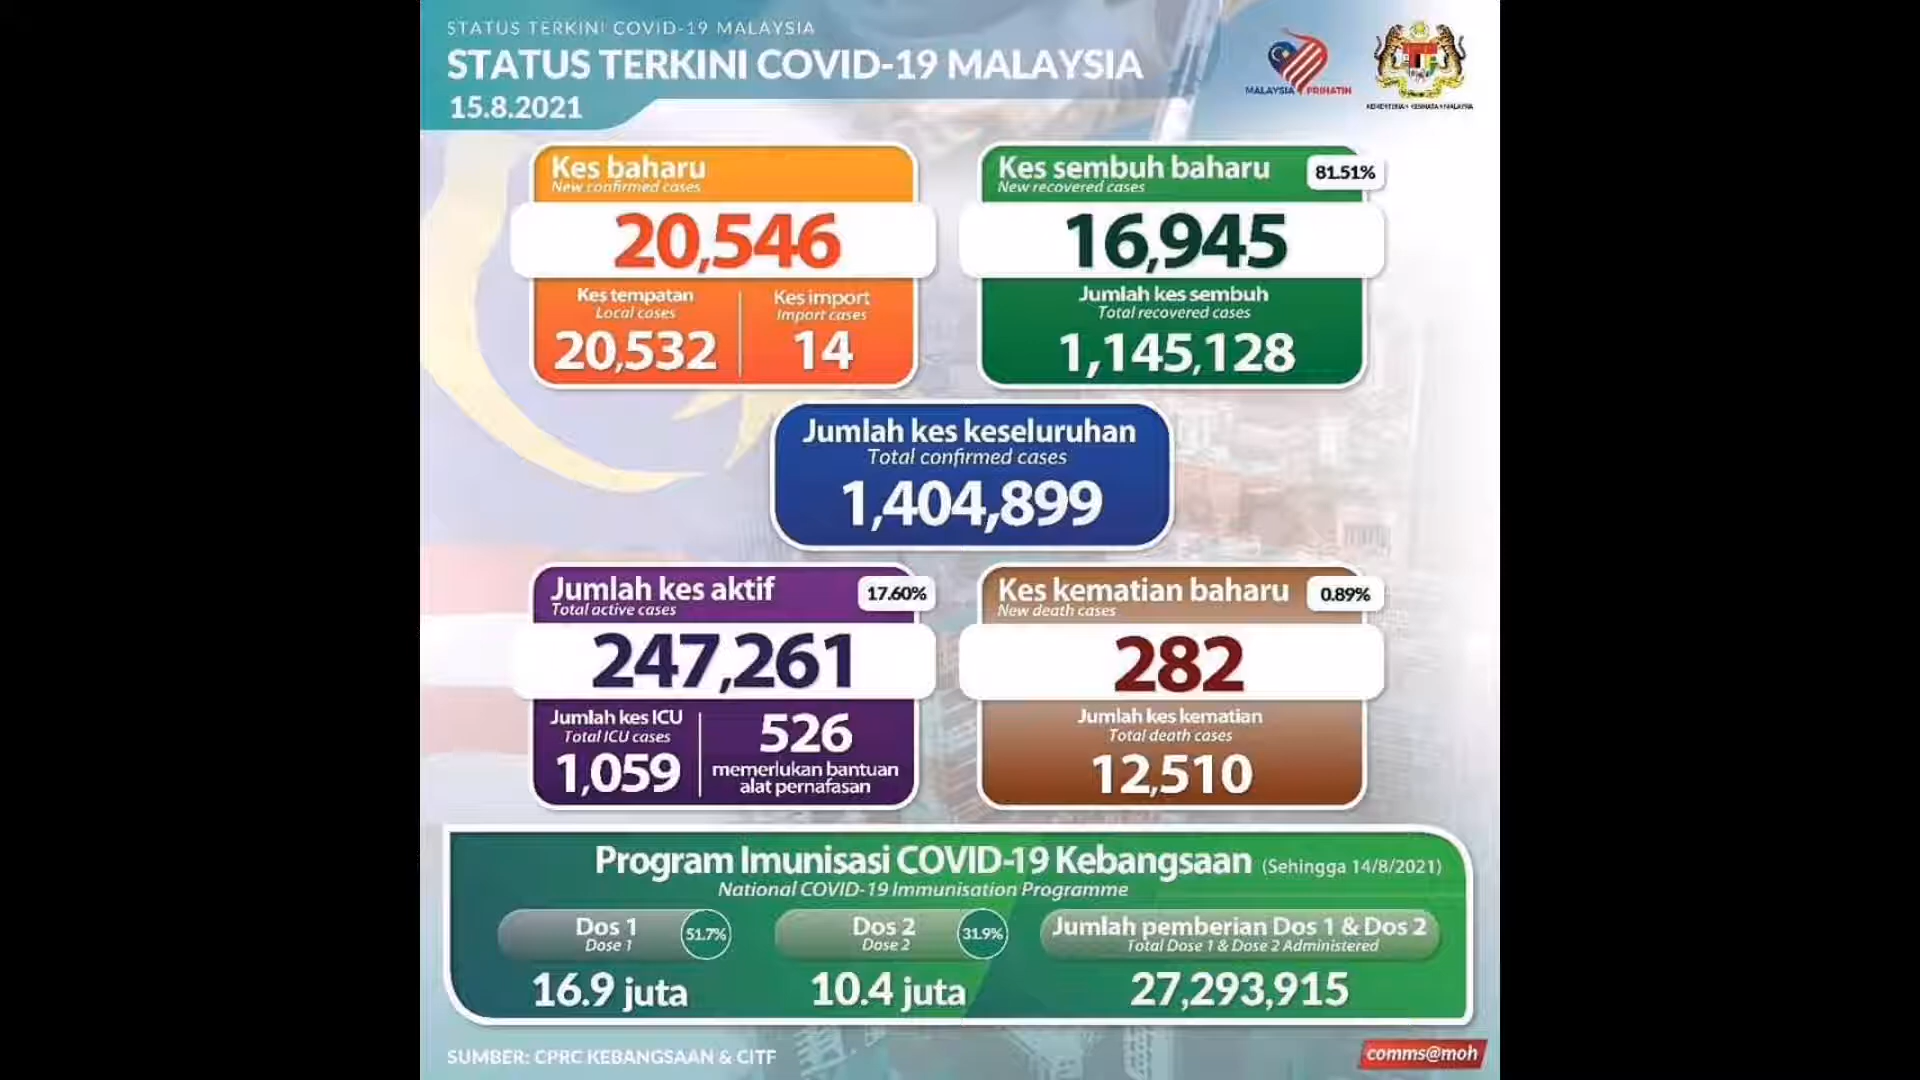 STATUS TERKINI COVID-19 MALAYSIA
STATUS TERKINI COVID-19 MALAYSIA
15.8.2021
MALAYSIA PRIHATIN
KEMENTERIAN KESIHATAN MALAYSIA
Kes baharu
New confirmed cases
20,546
Kes tempatan
Local cases
20,532
Kes import
Import cases
14
Kes sembuh baharu
New recovered cases
81.51%
16,945
Jumlah kes sembuh
Total recovered cases
1,145,128
Jumlah kes keseluruhan
Total confirmed cases
1,404,899
Jumlah kes aktif
Total active cases
17.60%
247,261
Jumlah kes ICU
Total ICU cases
1,059
526
memerlukan bantuan
alat pernafasan
Kes kematian baharu
New death cases
0.89%
282
Jumlah kes kematian
Total death cases
12,510
Program Imunisasi COVID-19 Kebangsaan (Sehingga 14/8/2021)
National COVID-19 Immunisation Programme
Dos 1
Dose 1
51.7%
16.9 juta
Dos 2
Dose 2
31.9%
10.4 juta
Jumlah pemberian Dos 1 & Dos 2
Total Dose 1 & Dose 2 Administered
27,293,915
SUMBER: CPRC KEBANGSAAN & CITF
comms@moh